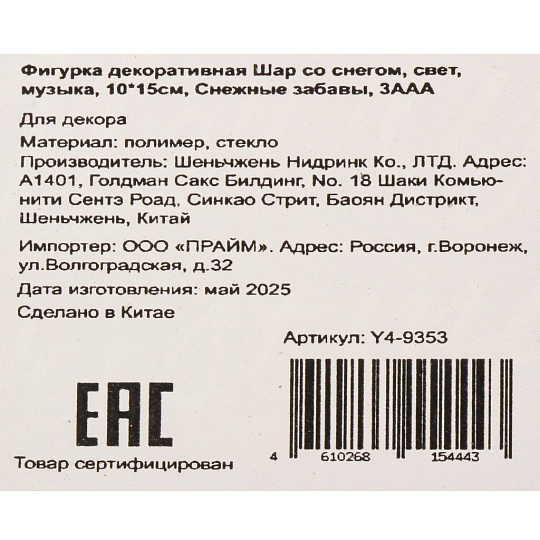 Фигурка декоративная Шар со снегом, свет,
музыка, 10*15см, Снежные забавы, 3ААА
Для декора
Материал: полимер, стекло
Производитель: Шеньчжень Нидринк Ко., ЛТД. Адрес:
А1401, Голдман Сакс Билдинг, No. 18 Шаки Комью-
нити Сентэ Роад, Синкао Стрит, Баоян Дистрикт,
Шеньчжень, Китай
Импортер: ООО «ПРАЙМ». Адрес: Россия, г.Воронеж,
ул.Волгоградская, д.32
Дата изготовления: май 2025
Сделано в Китае
Артикул: Y4-9353
ЕАС
Товар сертифицирован
4 610268 154443